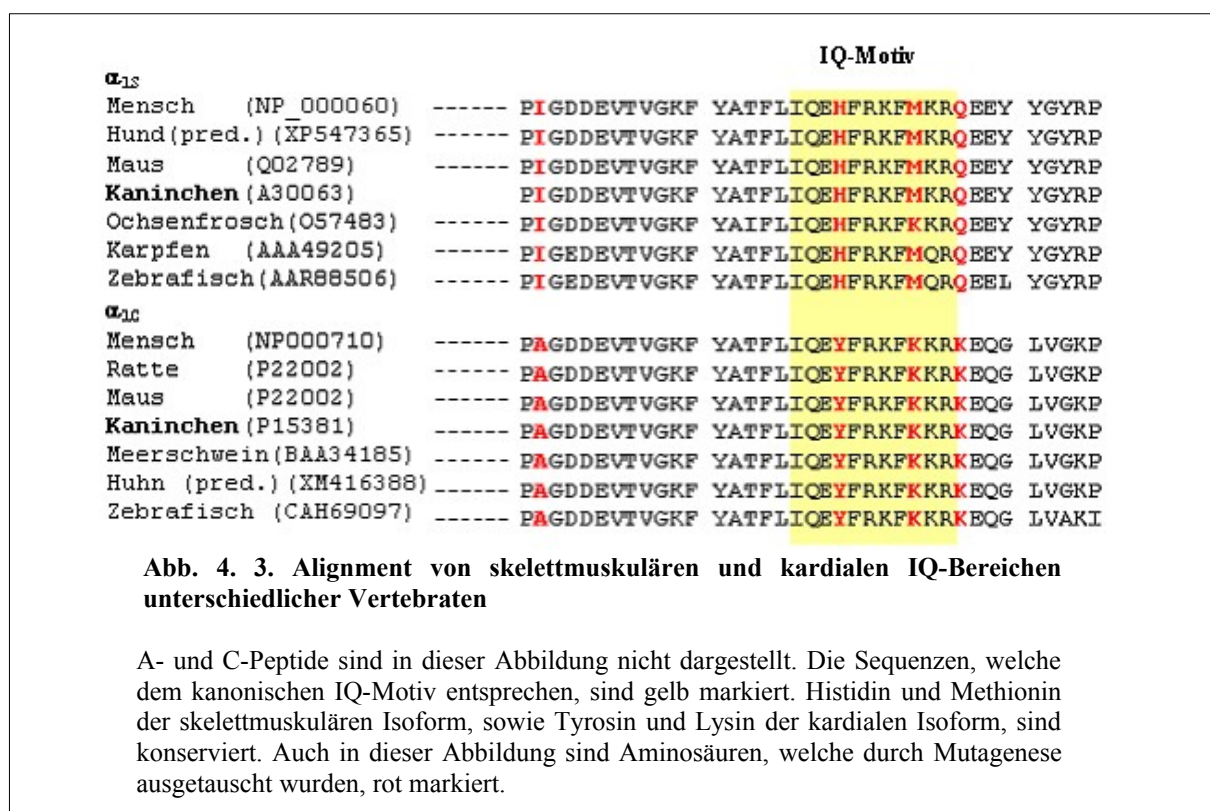 IQ-Motiv
α1S
Mensch (NP_000060) ------ PIGDDEVTVGKF YATFLIQEHFRKFMKRQEEY YGYRP
Hund(pred.) (XP547365) ------ PIGDDEVTVGKF YATFLIQEHFRKFMKRQEEY YGYRP
Maus (Q02789) ------ PIGDDEVTVGKF YATFLIQEHFRKFMKRQEEY YGYRP
Kaninchen (A30063) ------ PIGDDEVTVGKF YATFLIQEHFRKFMKRQEEY YGYRP
Ochsenfrosch(O57483) ------ PIGDDEVTVGKF YAIFLIQEHFRKFKKRQEEY YGYRP
Karpfen (AAA49205) ------ PIGEDEVTVGKF YATFLIQEHFRKFMQRQEEY YGYRP
Zebrafisch(AAR88506) ------ PIGEDEVTVGKF YATFLIQEHFRKFMQRQEEL YGYRP
α1C
Mensch (NP000710) ------ PAGDDEVTVGKF YATFLIQEYFRKFKKRKEQG LVGKP
Ratte (P22002) ------ PAGDDEVTVGKF YATFLIQEYFRKFKKRKEQG LVGKP
Maus (P22002) ------ PAGDDEVTVGKF YATFLIQEYFRKFKKRKEQG LVGKP
Kaninchen (P15381) ------ PAGDDEVTVGKF YATFLIQEYFRKFKKRKEQG LVGKP
Meerschwein(BAA34185) ------ PAGDDEVTVGKF YATFLIQEYFRKFKKRKEQG LVGKP
Huhn (pred.) (XM416388) ------ PAGDDEVTVGKF YATFLIQEYFRKFKKRKEQG LVGKP
Zebrafisch (CAH69097) ------ PAGDDEVTVGKF YATFLIQEYFRKFKKRKEQG LVAKI
Abb. 4. 3. Alignment von skelettmuskulären und kardialen IQ-Bereichen
unterschiedlicher Vertebraten
A- und C-Peptide sind in dieser Abbildung nicht dargestellt. Die Sequenzen, welche
dem kanonischen IQ-Motiv entsprechen, sind gelb markiert. Histidin und Methionin
der skelettmuskulären Isoform, sowie Tyrosin und Lysin der kardialen Isoform, sind
konserviert. Auch in dieser Abbildung sind Aminosäuren, welche durch Mutagenese
ausgetauscht wurden, rot markiert.